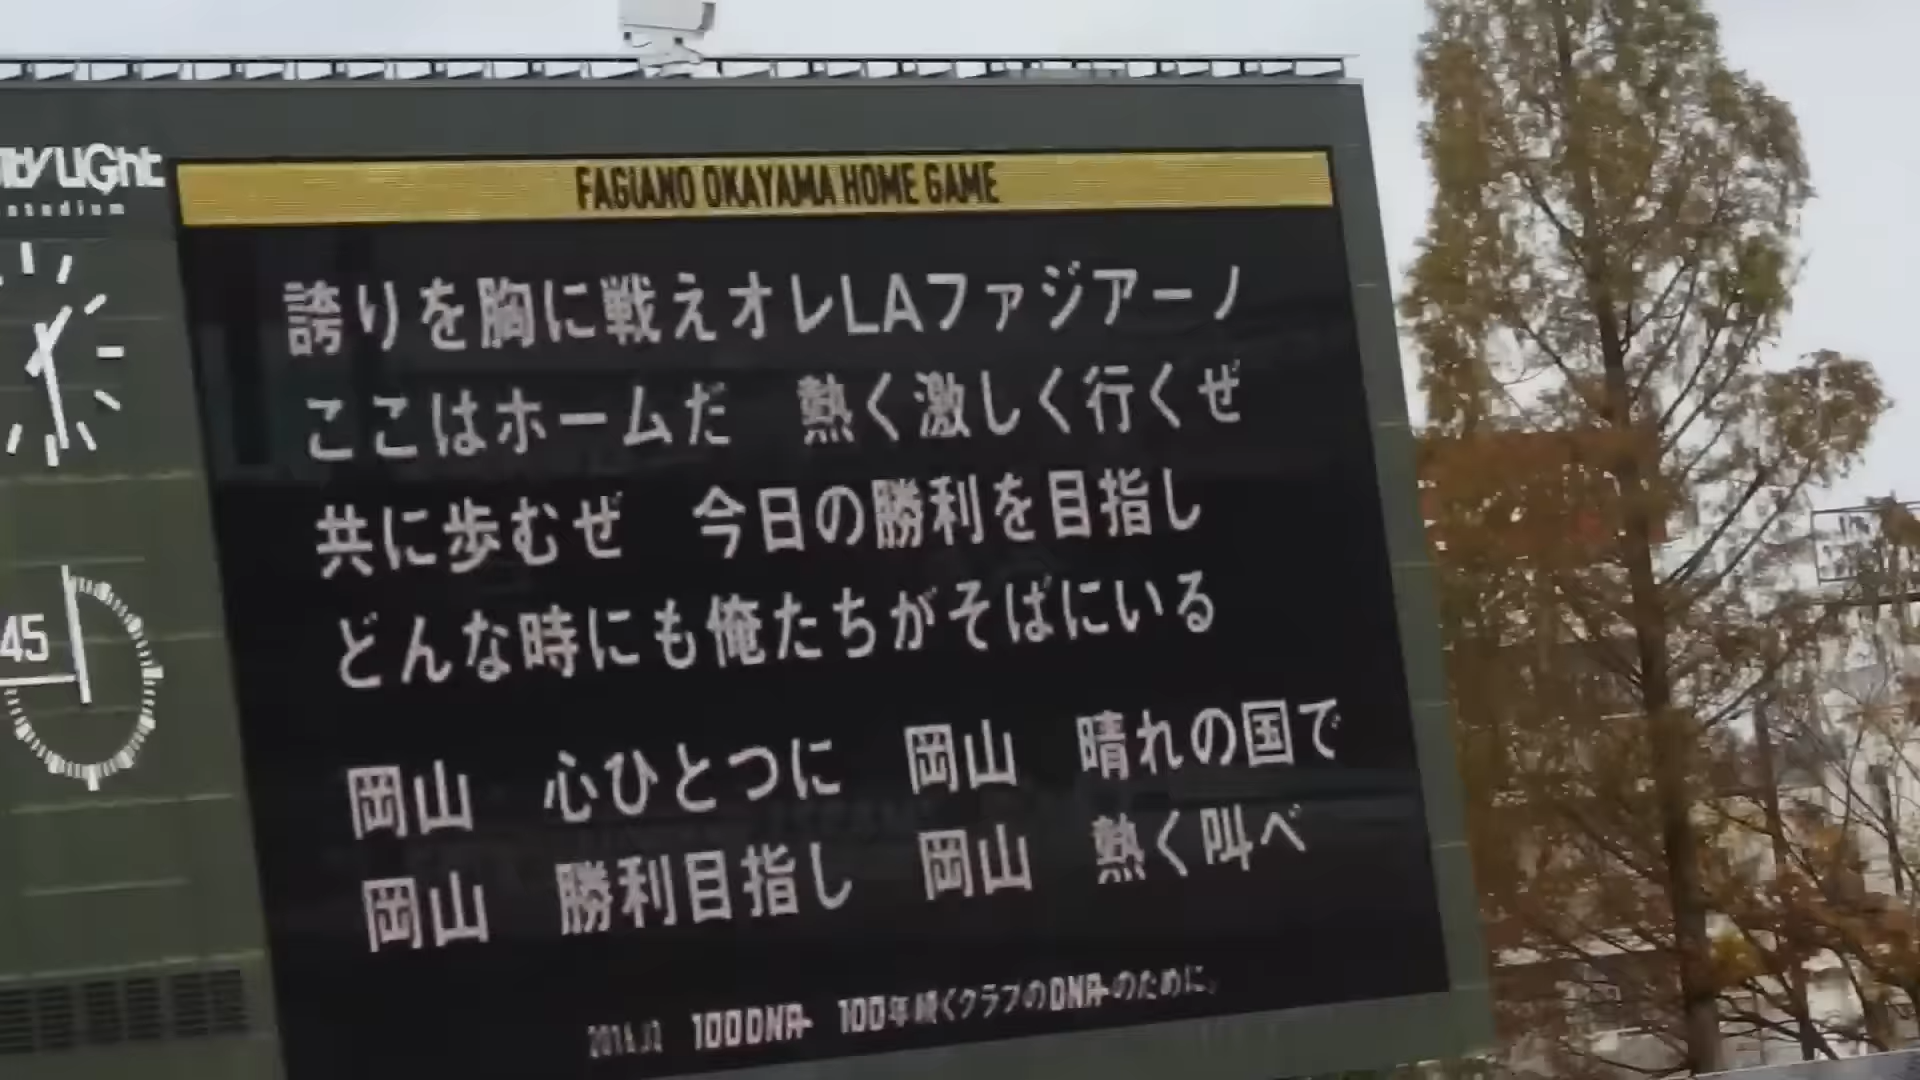 LIGht
stadium
FAGIANO OKAYAMA HOME GAME
誇りを胸に戦えオレLAファジアーノ
ここはホームだ 熱く激しく行くぜ
共に歩むぜ 今日の勝利を目指し
どんな時にも俺たちがそばにいる
岡山 心ひとつに 岡山 晴れの国で
岡山 勝利目指し 岡山 熱く叫べ
100DNA 100年続くクラブのDNAのために。
45